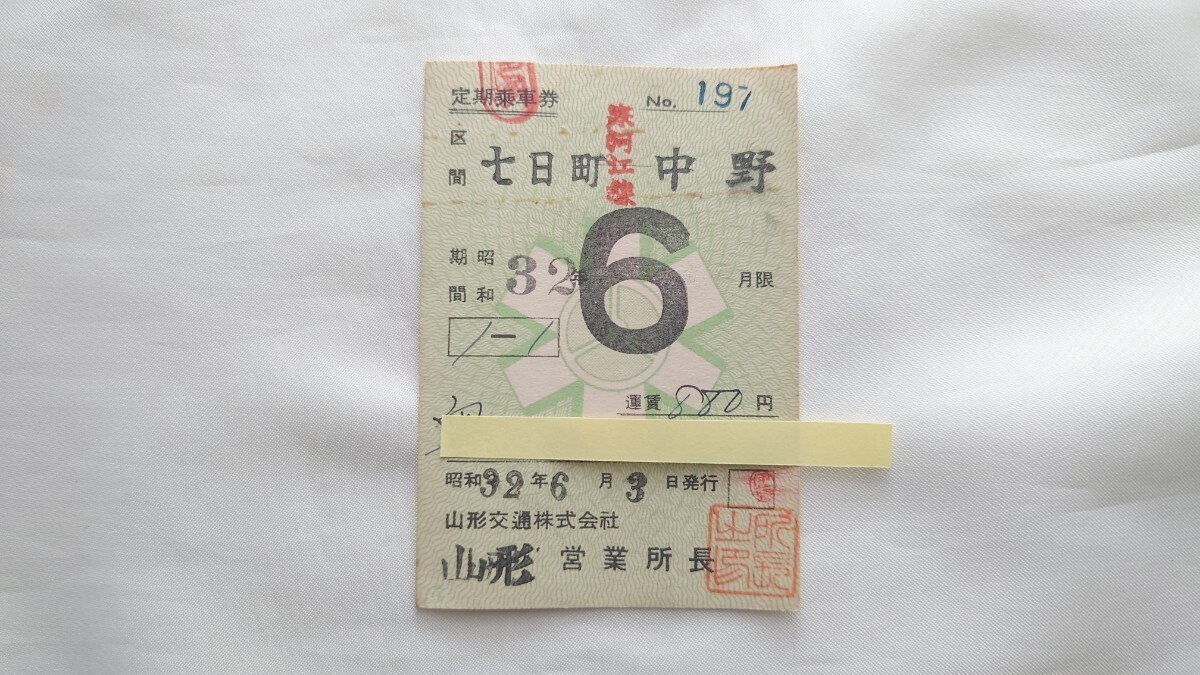 定期乗車券 No. 197
寒河江線
区間 七日町 中野
期間 昭和 32年 6 月限
1-1
運賃 880 円
昭和32年6月3日発行
山形交通株式会社
山形営業所長